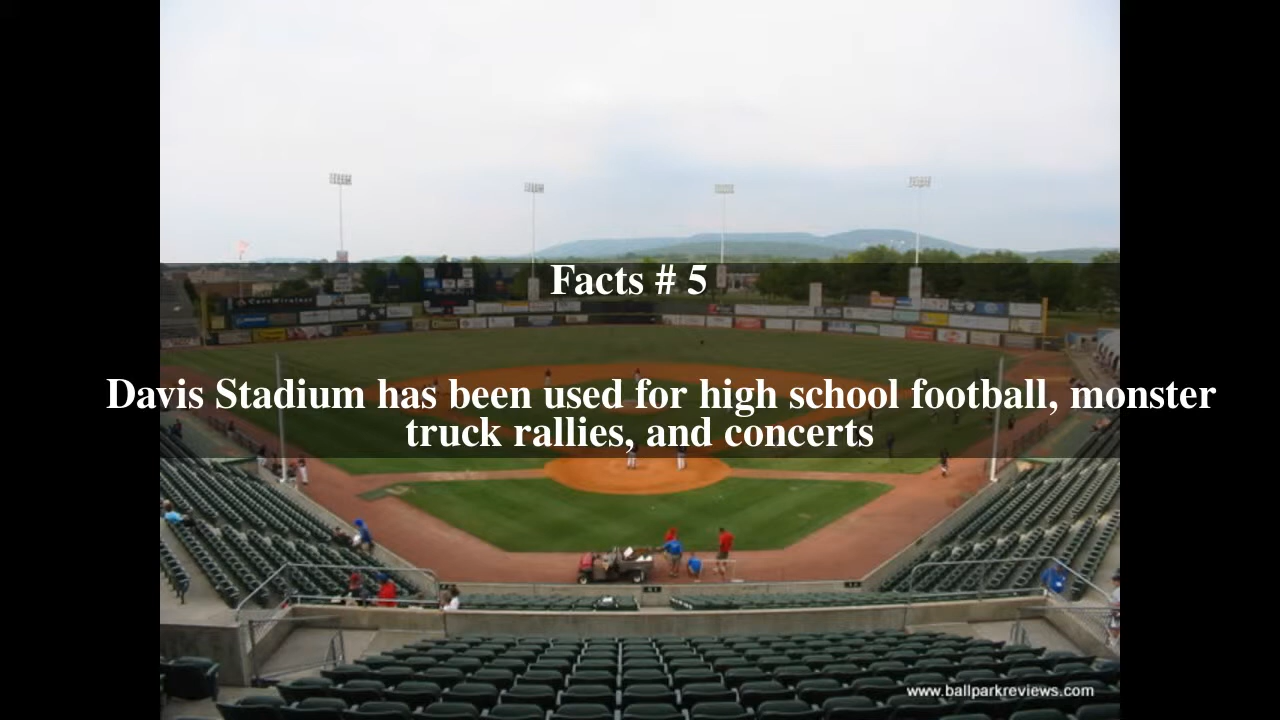 Facts # 5
Davis Stadium has been used for high school football, monster
truck rallies, and concerts
www.ballparkreviews.com